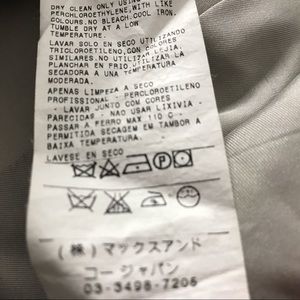 DRY CLEAN ONLY USING
PERCHLOROETHYLENE, WITH LIKE
COLOURS. NO BLEACH. COOL IRON.
TUMBLE DRY AT A LOW
TEMPERATURE.
LAVAR SOLO EN SECO UTILIZANDO
TRICLOROETILENO, CON COLORES
SIMILARES. NO UTILIZAR LEJIA.
PLANCHAR EN FRIO. UTILIZAR LA
SECADORA A UNA TEMPERATURA
MODERADA.
APENAS LIMPEZA A SECO
PROFISSIONAL - PERCLOROETILENO
- LAVAR JUNTO COM CORES
PARECIDAS - NAO USAR LIXIVIA -
PASSAR A FERRO MAX 110 C -
PERMITIDA SECAGEM EM TAMBOR A
BAIXA TEMPERATURA.
LAVESE EN SECO
(株) マックスアンド
コー ジャパン
03-3498-7205